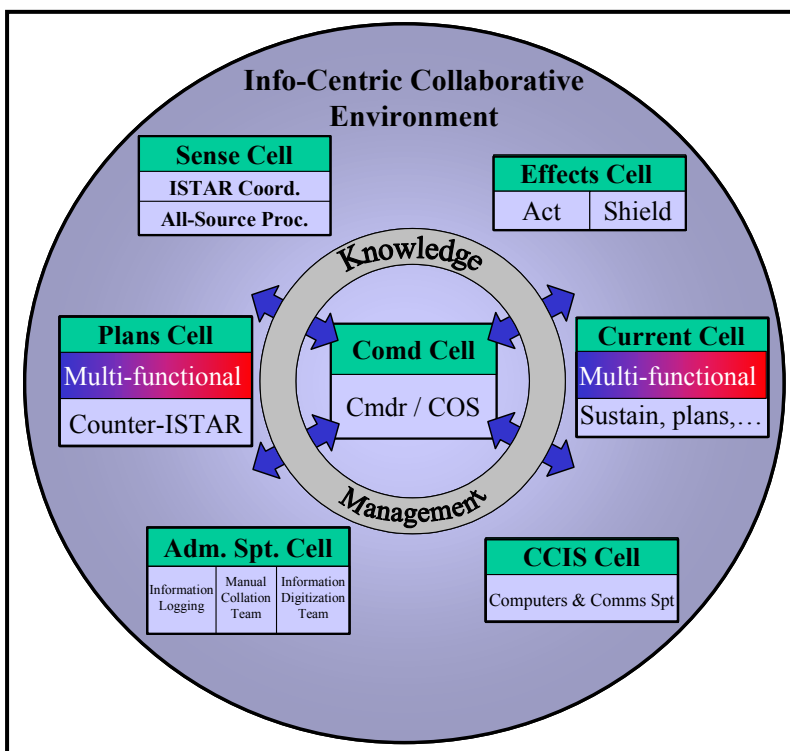 Info-Centric Collaborative
Environment
Sense Cell
ISTAR Coord.
All-Source Proc.
Effects Cell
Act
Shield
Knowledge
Plans Cell
Multi-functional
Counter-ISTAR
Comd Cell
Cmdr / COS
Current Cell
Multi-functional
Sustain, plans,…
Management
Adm. Spt. Cell
Information
Logging
Manual
Collation
Team
Information
Digitization
Team
CCIS Cell
Computers & Comms Spt